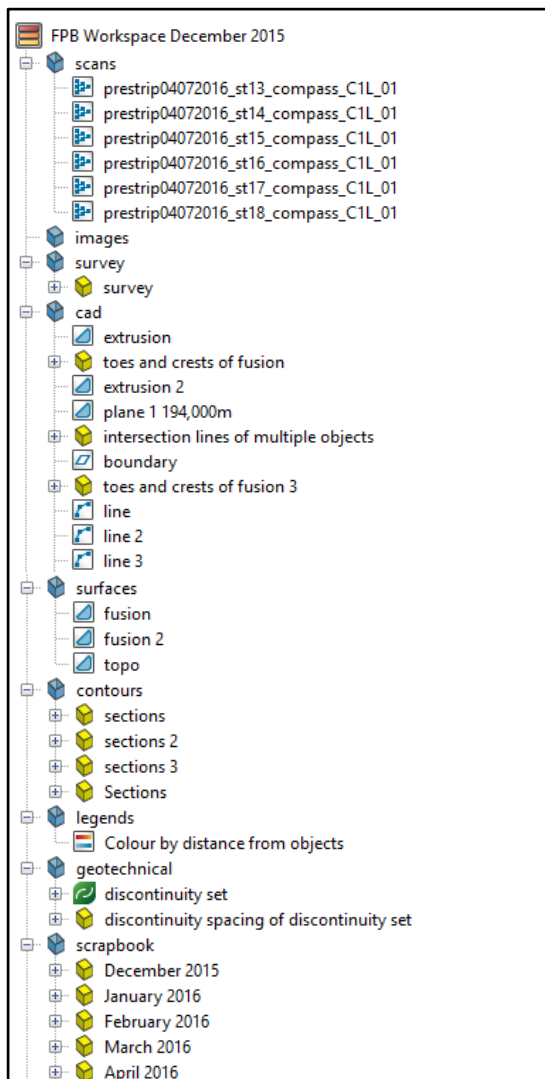 FPB Workspace December 2015
scans
prestrip04072016_st13_compass_C1L_01
prestrip04072016_st14_compass_C1L_01
prestrip04072016_st15_compass_C1L_01
prestrip04072016_st16_compass_C1L_01
prestrip04072016_st17_compass_C1L_01
prestrip04072016_st18_compass_C1L_01
images
survey
survey
cad
extrusion
toes and crests of fusion
extrusion 2
plane 1 194,000m
intersection lines of multiple objects
boundary
toes and crests of fusion 3
line
line 2
line 3
surfaces
fusion
fusion 2
topo
contours
sections
sections 2
sections 3
Sections
legends
Colour by distance from objects
geotechnical
discontinuity set
discontinuity spacing of discontinuity set
scrapbook
December 2015
January 2016
February 2016
March 2016
April 2016